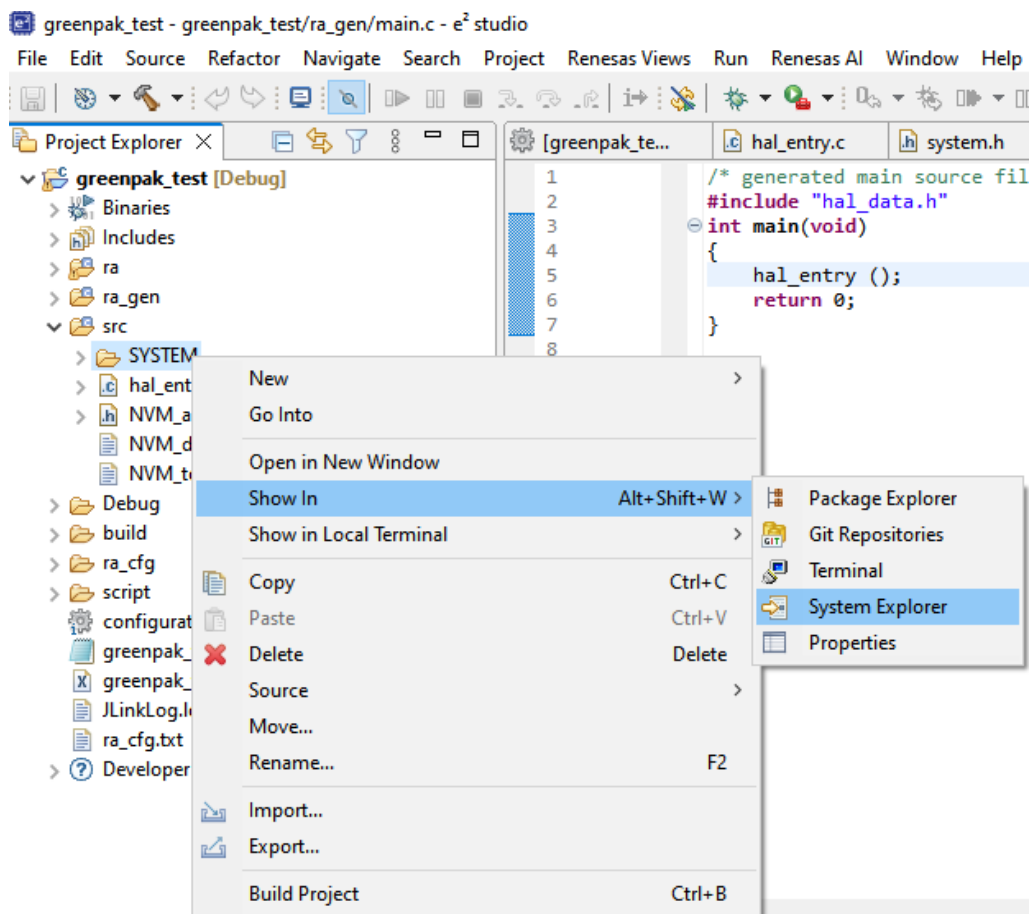 greenpak_test - greenpak_test/ra_gen/main.c - e² studio
File Edit Source Refactor Navigate Search Project Renesas Views Run Renesas AI Window Help
Project Explorer
[greenpak_te...
hal_entry.c
system.h
greenpak_test [Debug]
Binaries
Includes
ra
ra_gen
src
SYSTEM
hal_ent
NVM_a
NVM_d
NVM_t
Debug
build
ra_cfg
script
configurat
greenpak_
greenpak_
JLinkLog.l
ra_cfg.txt
Developer
1 /* generated main source fil
2 #include "hal_data.h"
3 int main(void)
4 {
5 hal_entry ();
6 return 0;
7 }
8
New
Go Into
Open in New Window
Show In Alt+Shift+W
Show in Local Terminal
Copy Ctrl+C
Paste Ctrl+V
Delete Delete
Source
Move...
Rename... F2
Import...
Export...
Build Project Ctrl+B
Package Explorer
GIT Git Repositories
Terminal
System Explorer
Properties